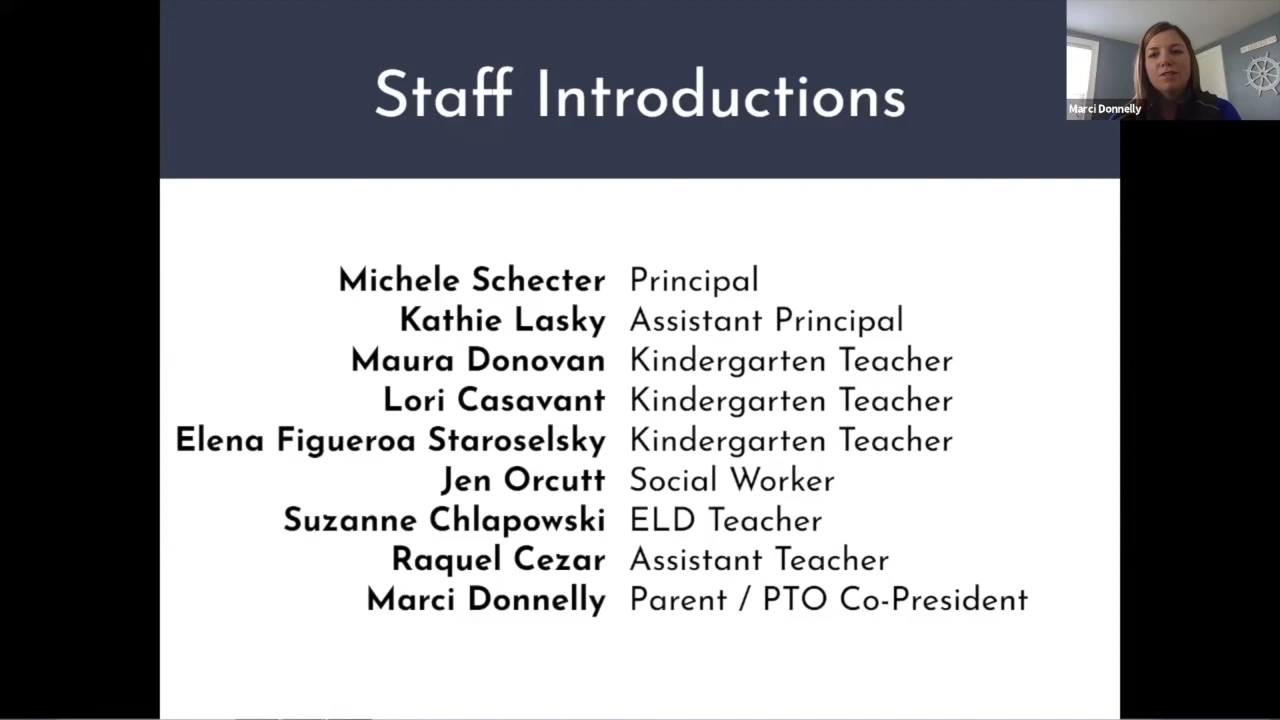 Staff Introductions
Marci Donnelly
Michele Schecter Principal
Kathie Lasky Assistant Principal
Maura Donovan Kindergarten Teacher
Lori Casavant Kindergarten Teacher
Elena Figueroa Staroselsky Kindergarten Teacher
Jen Orcutt Social Worker
Suzanne Chlapowski ELD Teacher
Raquel Cezar Assistant Teacher
Marci Donnelly Parent / PTO Co-President